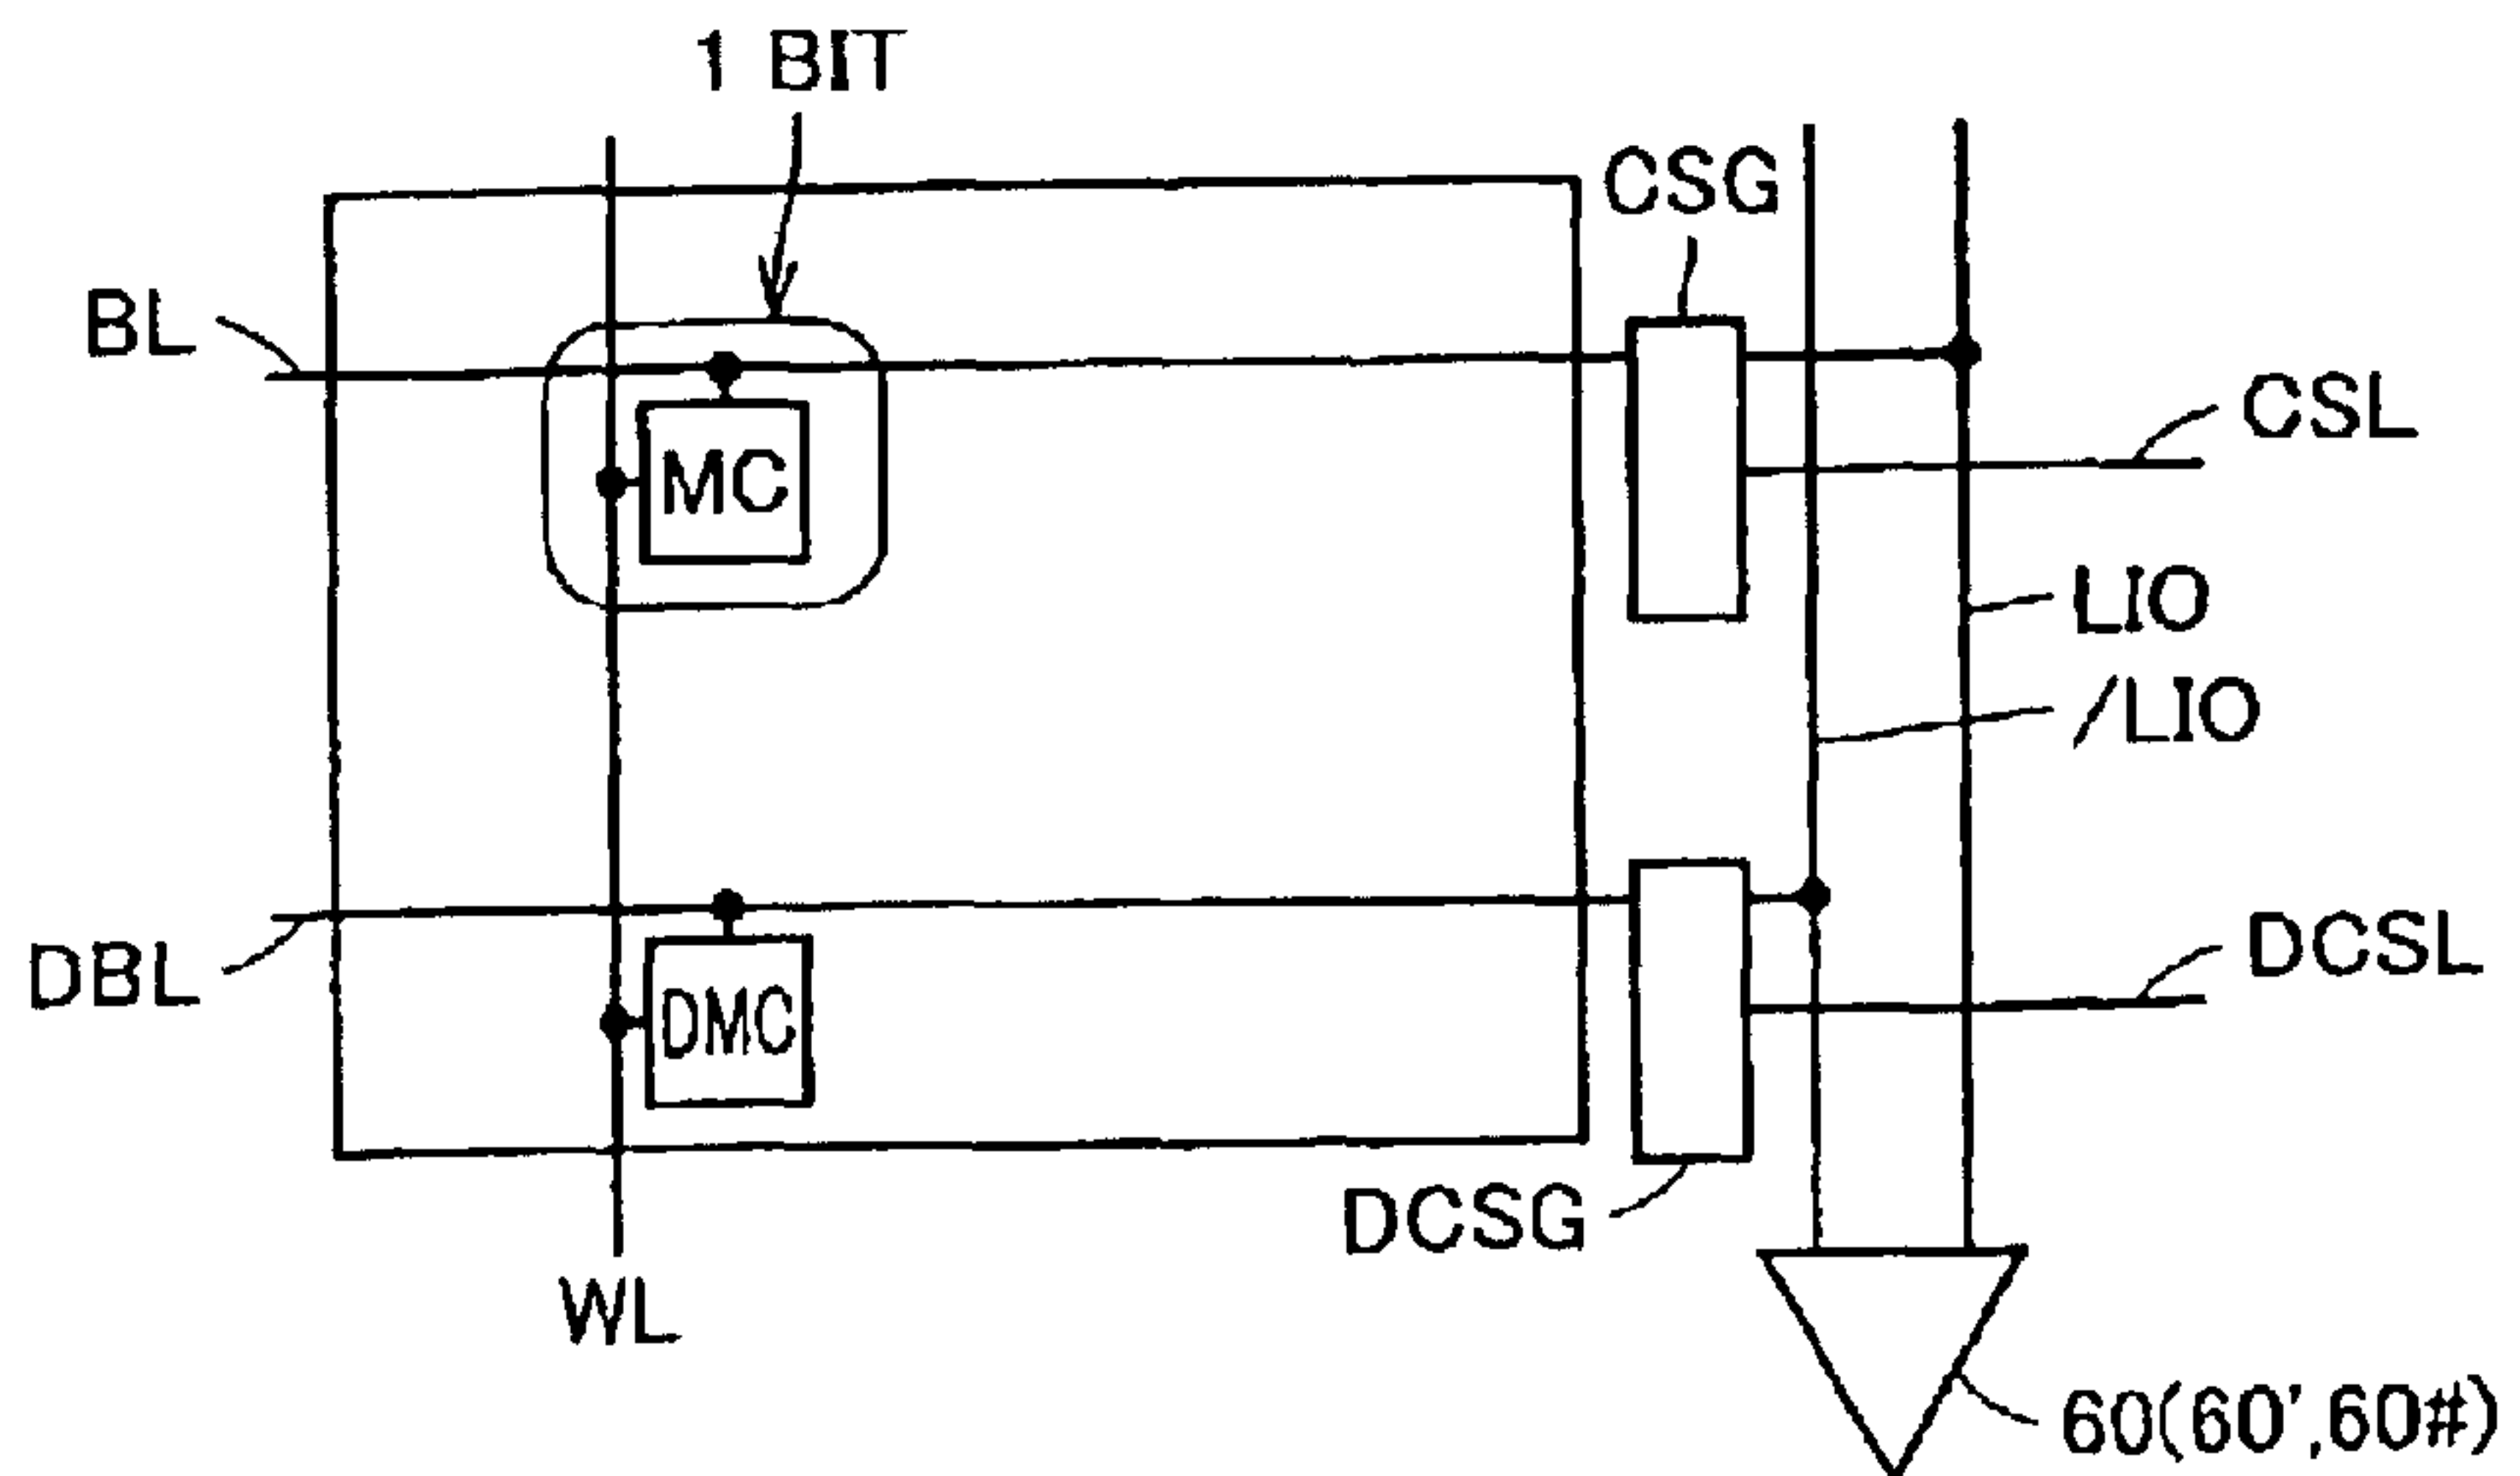 1 BIT
CSG
BL
CSL
MC
LIO
/LIO
DBL
DMC
DCSL
DCSG
WL
60(60',60#)